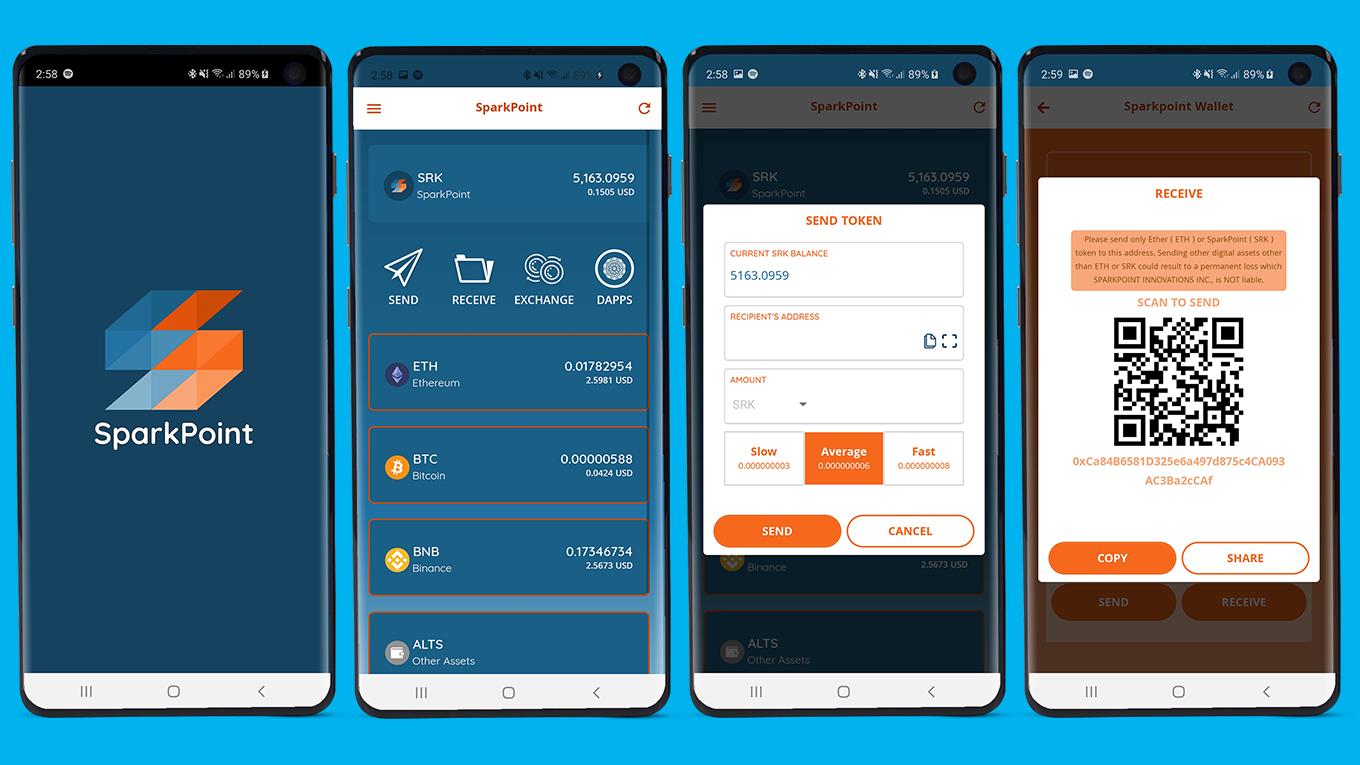 2:58
89%
SparkPoint
2:58
89%
SparkPoint
SRK
5,163.0959
SparkPoint
0.1505 USD
SEND
RECEIVE
EXCHANGE
DAPPS
ETH
0.01782954
Ethereum
2.5981 USD
BTC
0.00000588
Bitcoin
0.0424 USD
BNB
0.17346734
Binance
2.5673 USD
ALTS
Other Assets
2:58
89%
SparkPoint
SRK
5,163.0959
SparkPoint
0.1505 USD
SEND TOKEN
CURRENT SRK BALANCE
5163.0959
RECIPIENT'S ADDRESS
AMOUNT
SRK
Slow
0.000000003
Average
0.000000006
Fast
0.000000008
SEND
CANCEL
Binance
2.5673 USD
ALTS
Other Assets
2:59
89%
Sparkpoint Wallet
RECEIVE
Please send only Ether ( ETH ) or SparkPoint ( SRK )
token to this address. Sending other digital assets other
than ETH or SRK could result to a permanent loss which
SPARKPOINT INNOVATIONS INC., is NOT liable.
SCAN TO SEND
0xCa84B6581D325e6a497d875c4CA093
AC3Ba2cCAf
COPY
SHARE
SEND
RECEIVE